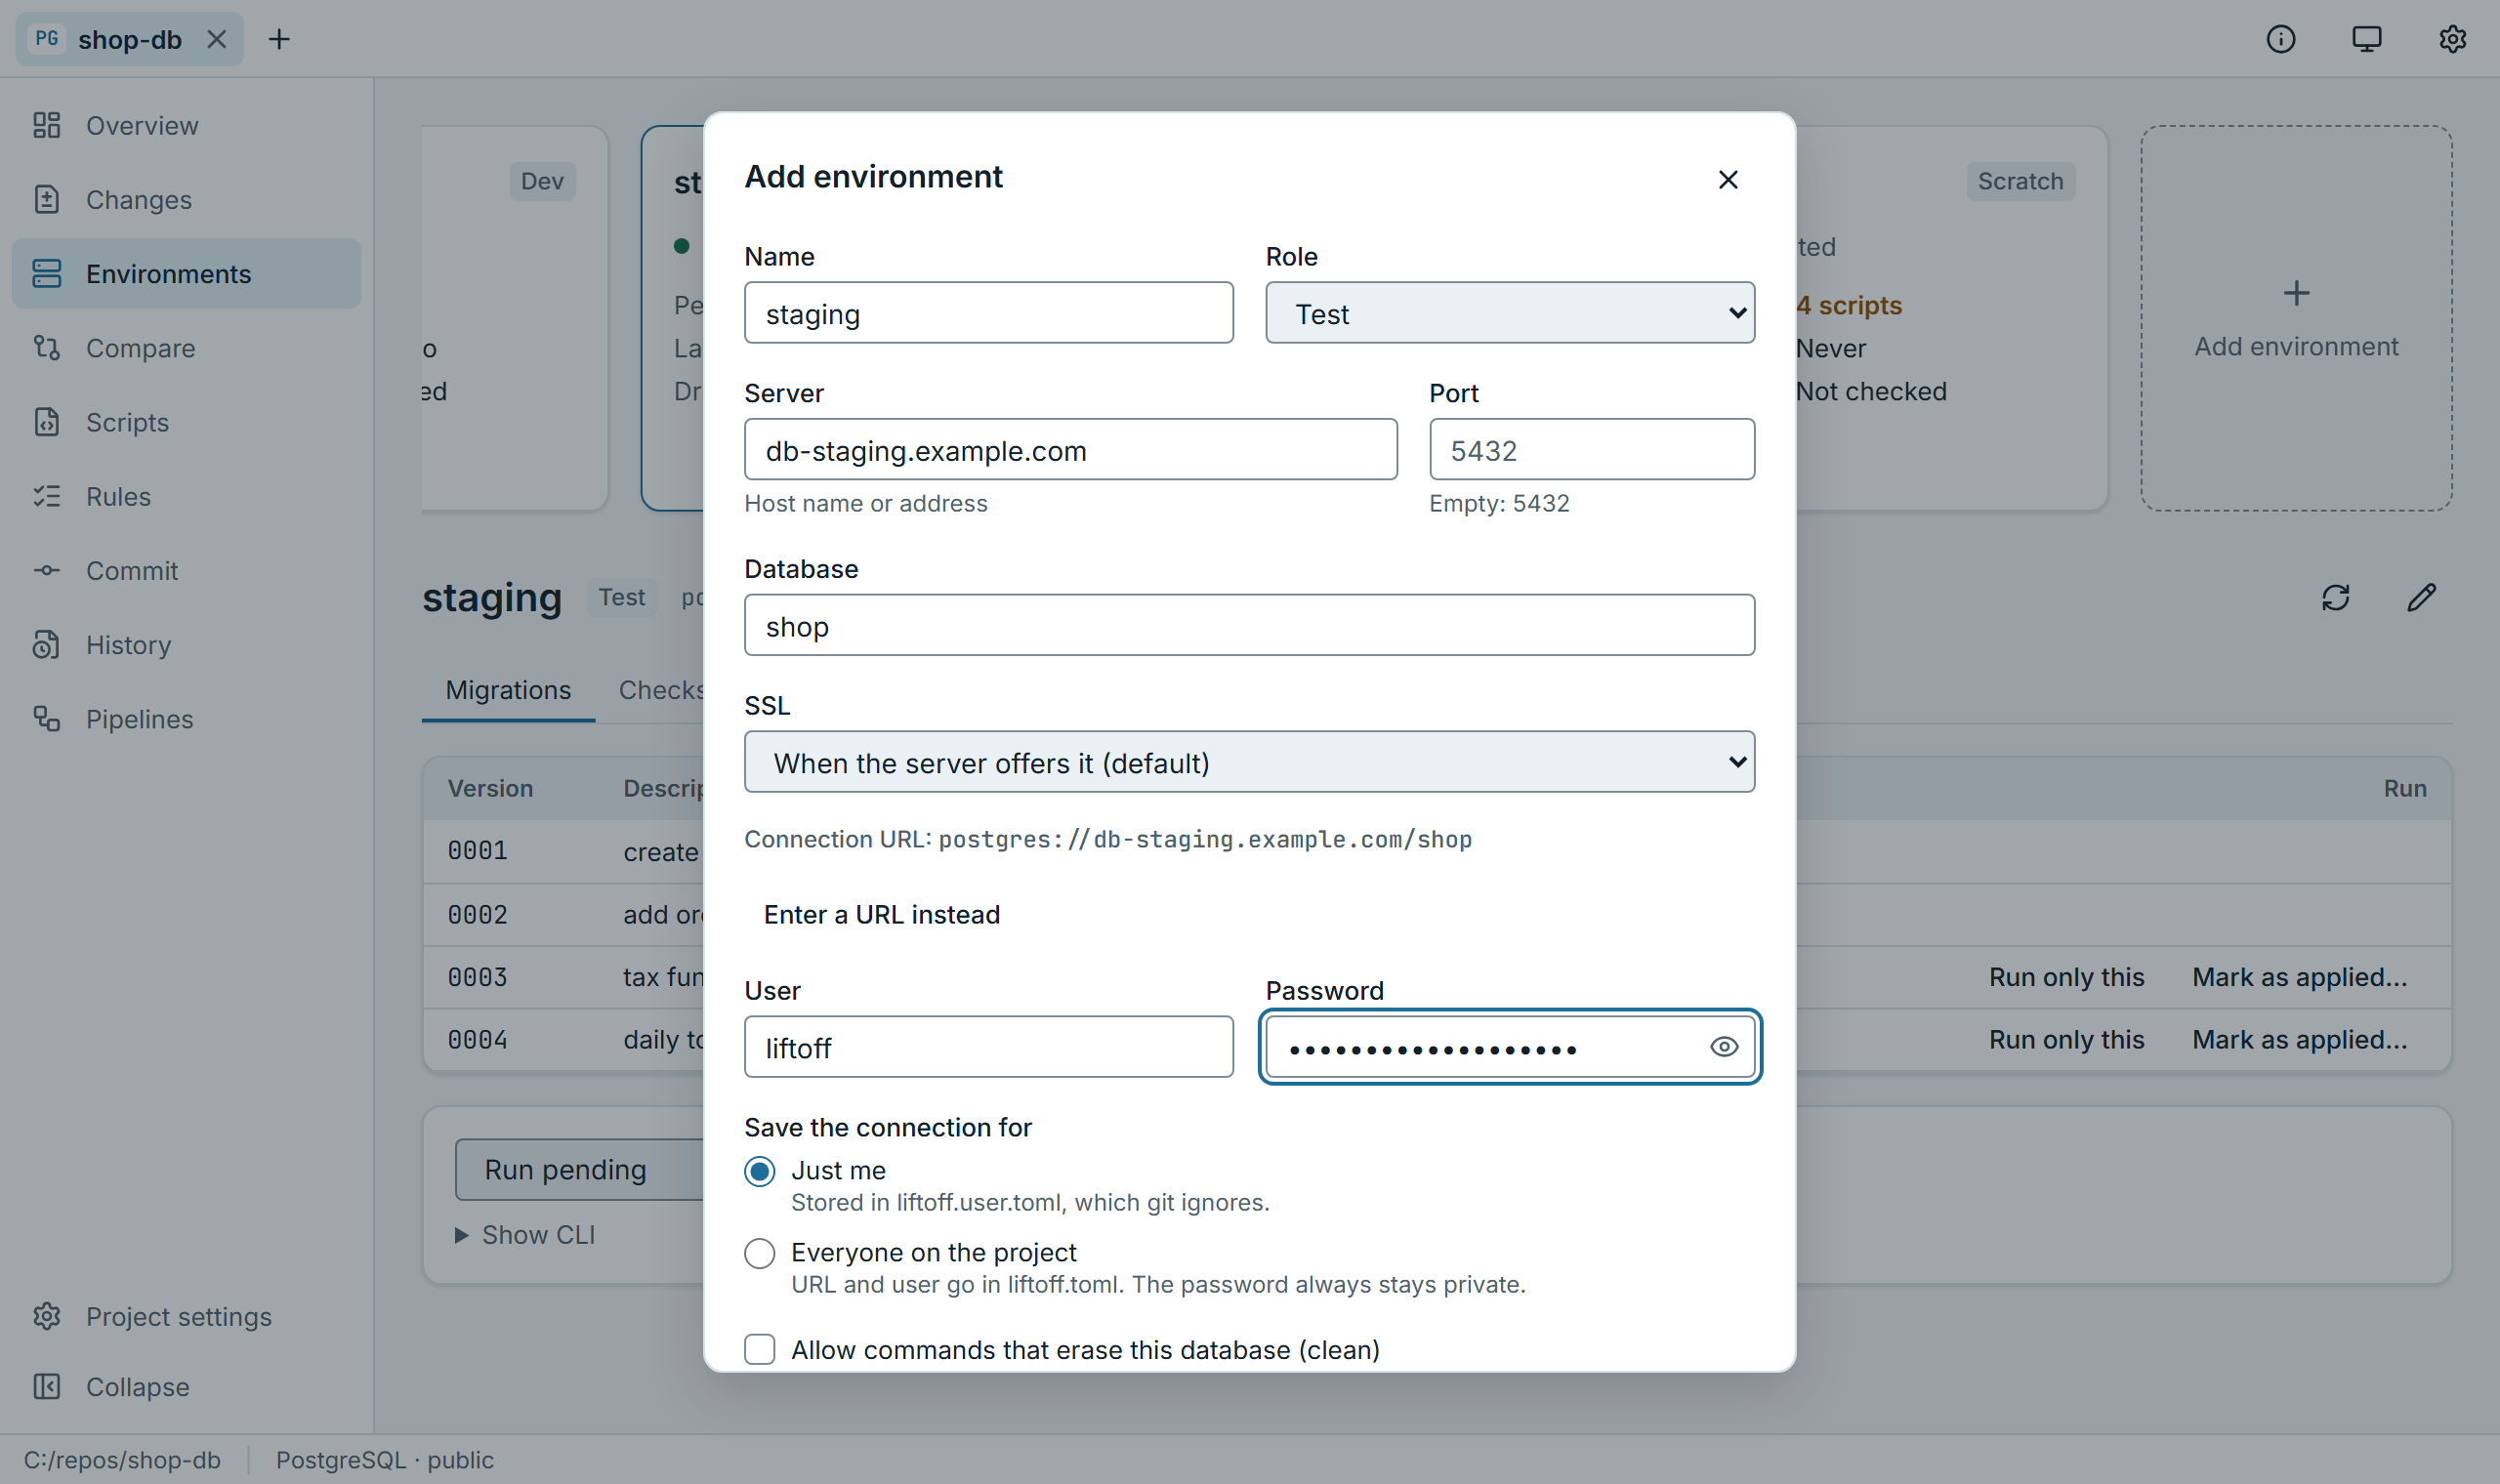 PG shop-db
Overview
Changes
Environments
Compare
Scripts
Rules
Commit
History
Pipelines
Project settings
Collapse
Dev
Scratch
4 scripts
Never
Not checked
Add environment
staging Test
Migrations Checks
Version Run
0001 create
0002 add
0003 tax Run only this Mark as applied...
0004 daily Run only this Mark as applied...
Run pending
Show CLI
Add environment
Name Role
staging Test
Server Port
db-staging.example.com 5432
Host name or address Empty: 5432
Database
shop
SSL
When the server offers it (default)
Connection URL: postgres://db-staging.example.com/shop
Enter a URL instead
User Password
liftoff •••••••••••••••••••
Save the connection for
Just me
Stored in liftoff.user.toml, which git ignores.
Everyone on the project
URL and user go in liftoff.toml. The password always stays private.
Allow commands that erase this database (clean)
C:/repos/shop-db PostgreSQL · public